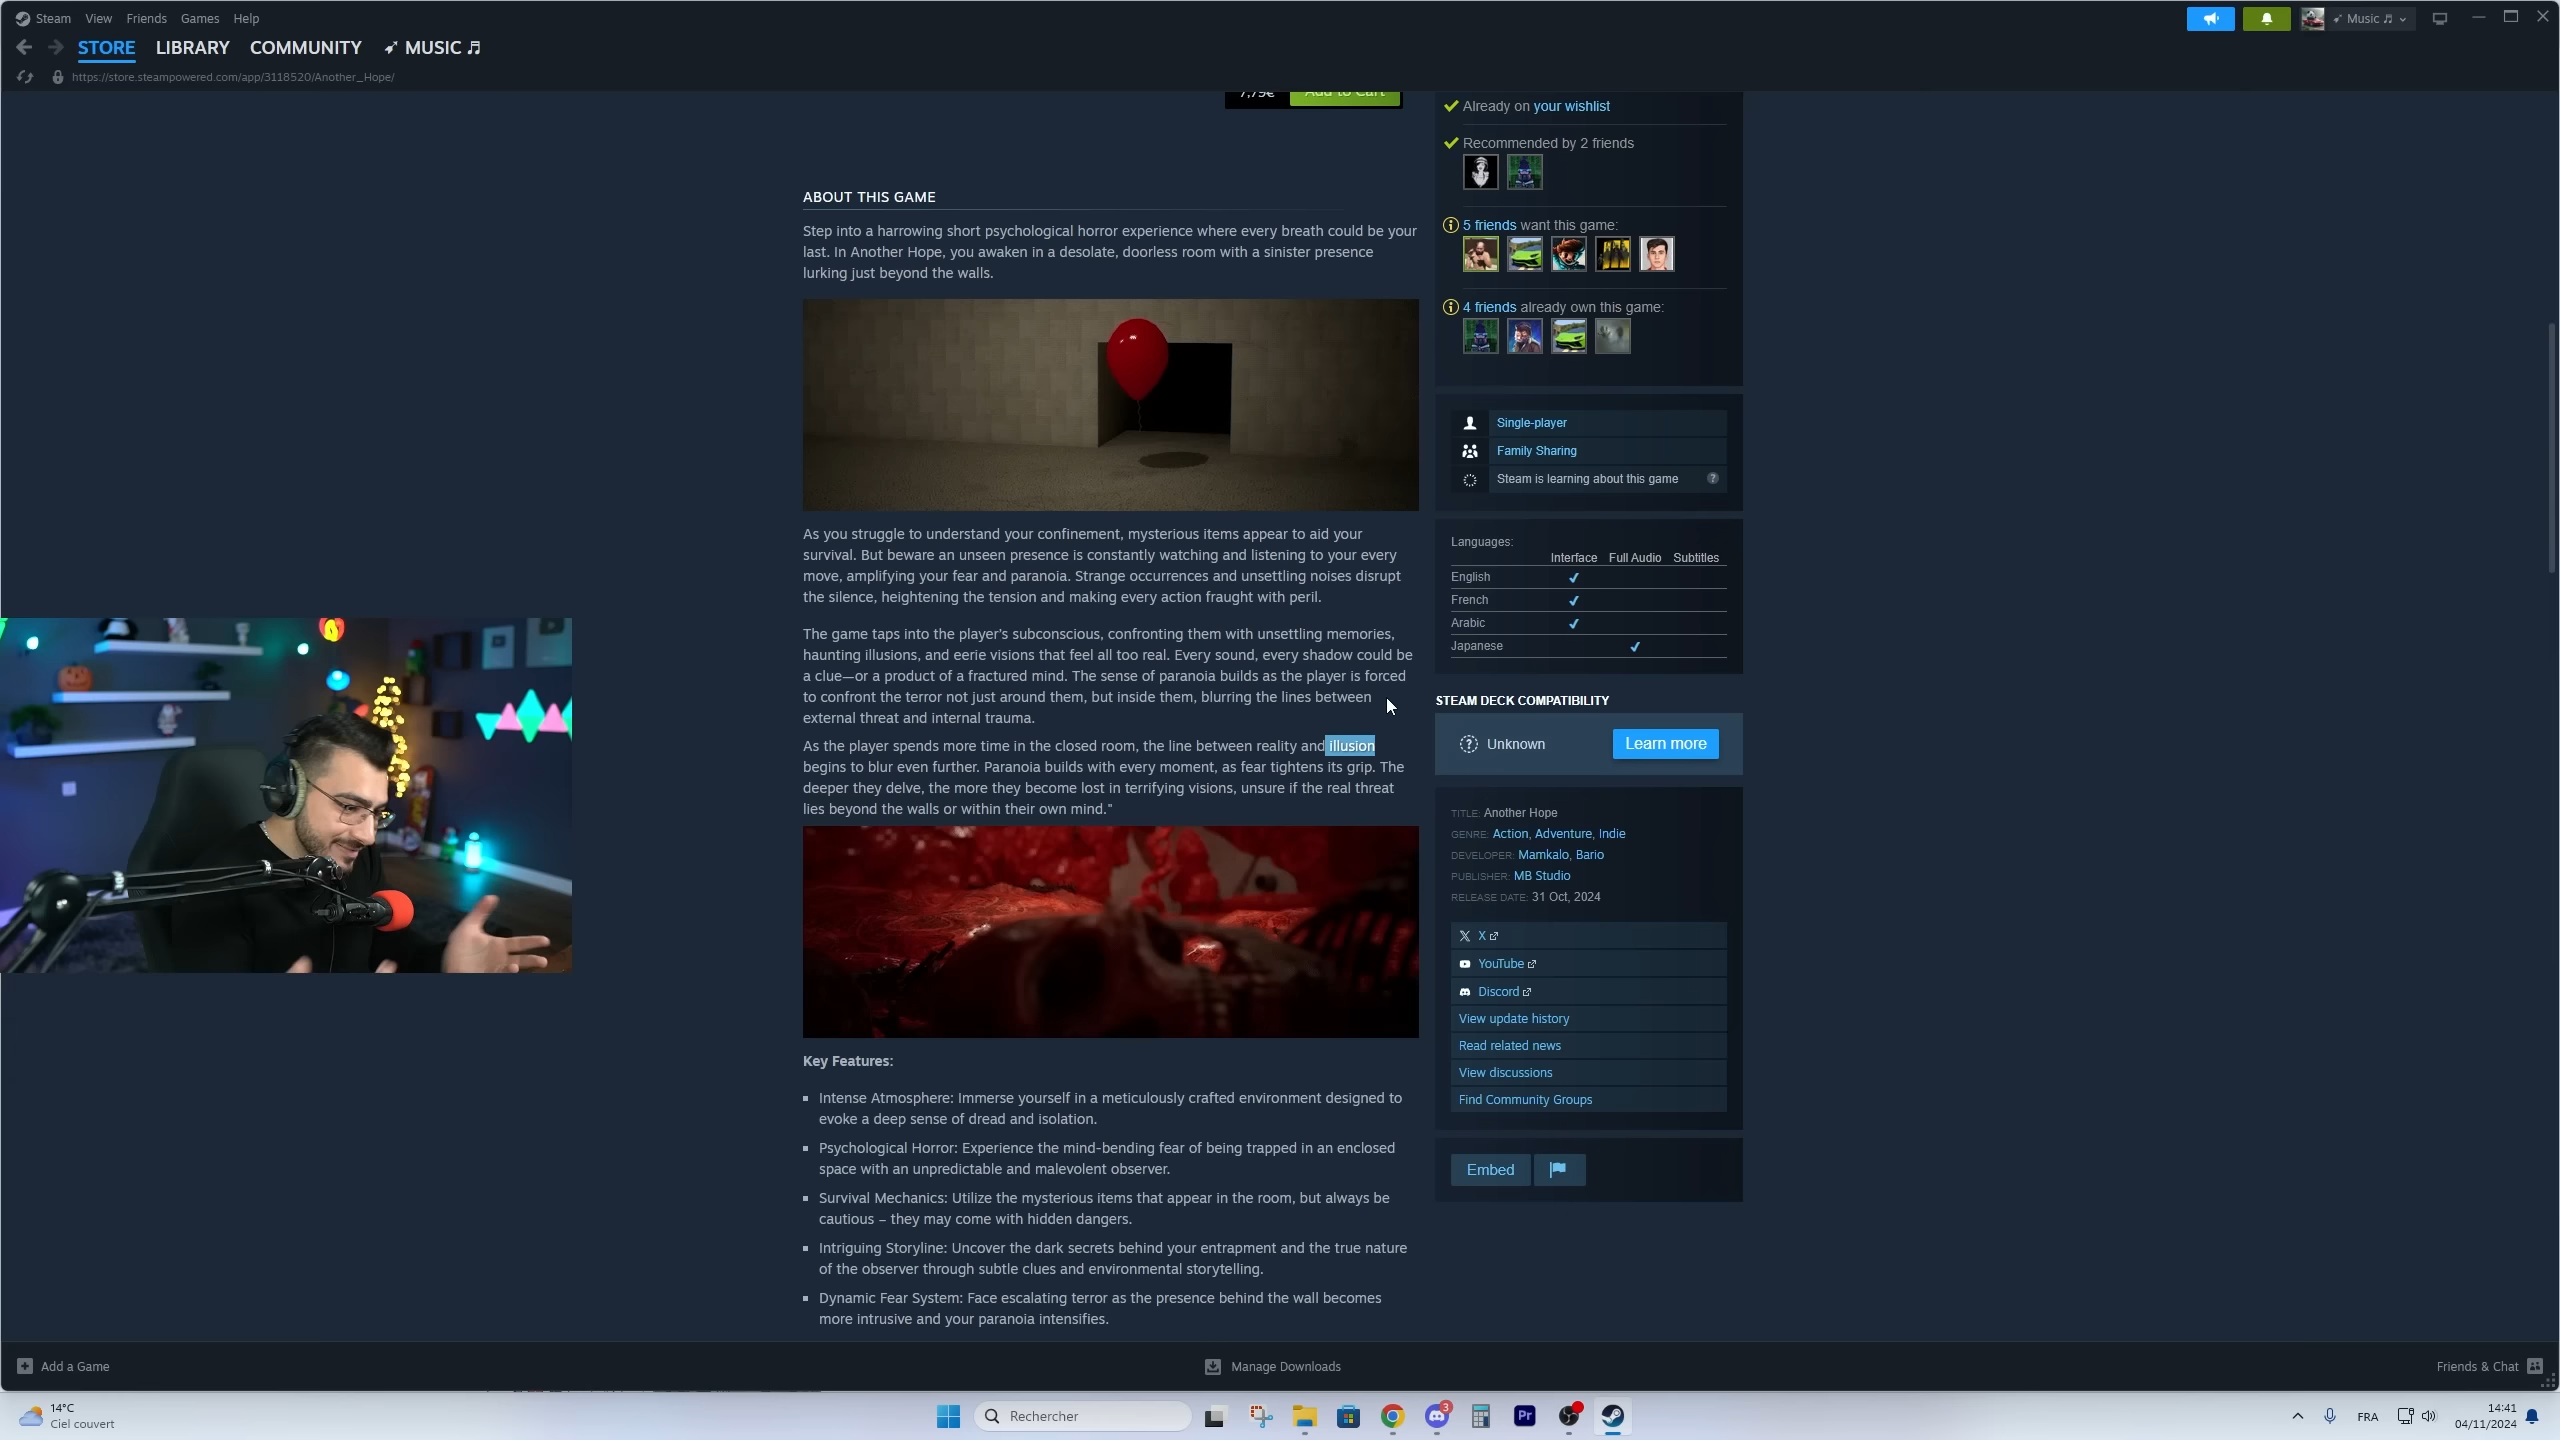 Steam View Friends Games Help
Music ♬
STORE LIBRARY COMMUNITY MUSIC ♬
https://store.steampowered.com/app/3118520/Another_Hope/
7,79€ Add to Cart
ABOUT THIS GAME
Step into a harrowing short psychological horror experience where every breath could be your
last. In Another Hope, you awaken in a desolate, doorless room with a sinister presence
lurking just beyond the walls.
As you struggle to understand your confinement, mysterious items appear to aid your
survival. But beware an unseen presence is constantly watching and listening to your every
move, amplifying your fear and paranoia. Strange occurrences and unsettling noises disrupt
the silence, heightening the tension and making every action fraught with peril.
The game taps into the player's subconscious, confronting them with unsettling memories,
haunting illusions, and eerie visions that feel all too real. Every sound, every shadow could be
a clue—or a product of a fractured mind. The sense of paranoia builds as the player is forced
to confront the terror not just around them, but inside them, blurring the lines between
external threat and internal trauma.
As the player spends more time in the closed room, the line between reality and illusion
begins to blur even further. Paranoia builds with every moment, as fear tightens its grip. The
deeper they delve, the more they become lost in terrifying visions, unsure if the real threat
lies beyond the walls or within their own mind."
Key Features:
Intense Atmosphere: Immerse yourself in a meticulously crafted environment designed to
evoke a deep sense of dread and isolation.
Psychological Horror: Experience the mind-bending fear of being trapped in an enclosed
space with an unpredictable and malevolent observer.
Survival Mechanics: Utilize the mysterious items that appear in the room, but always be
cautious – they may come with hidden dangers.
Intriguing Storyline: Uncover the dark secrets behind your entrapment and the true nature
of the observer through subtle clues and environmental storytelling.
Dynamic Fear System: Face escalating terror as the presence behind the wall becomes
more intrusive and your paranoia intensifies.
Already on your wishlist
Recommended by 2 friends
5 friends want this game:
4 friends already own this game:
Single-player
Family Sharing
Steam is learning about this game ?
Languages:
Interface Full Audio Subtitles
English ✔
French ✔
Arabic ✔
Japanese ✔
STEAM DECK COMPATIBILITY
Unknown Learn more
TITLE: Another Hope
GENRE: Action, Adventure, Indie
DEVELOPER: Mamkalo, Bario
PUBLISHER: MB Studio
RELEASE DATE: 31 Oct, 2024
X
YouTube
Discord
View update history
Read related news
View discussions
Find Community Groups
Embed
Add a Game
Manage Downloads
Friends & Chat
14°C
Ciel couvert
Rechercher
3
Pr
FRA
14:41
04/11/2024